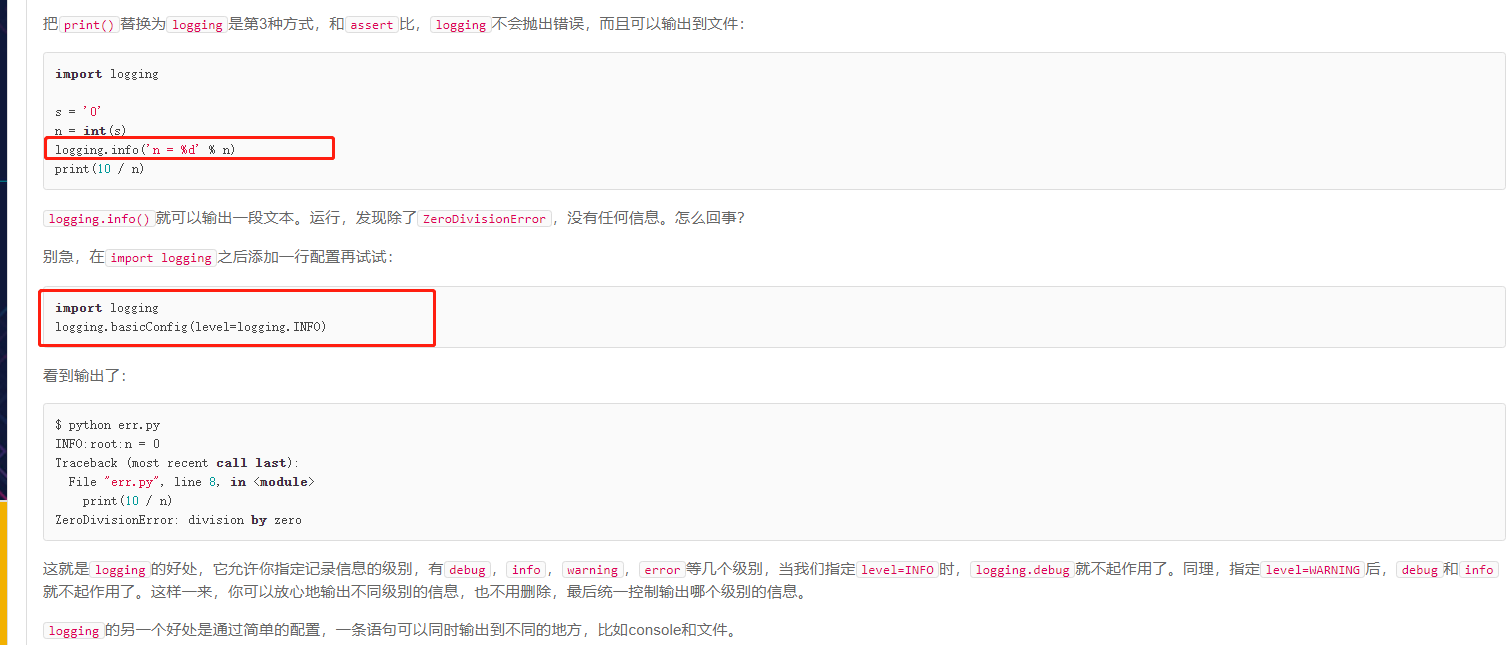 把print()替换为logging是第3种方式，和assert比，logging不会抛出错误，而且可以输出到文件：
import logging
s = '0'
n = int(s)
logging.info('n = %d' % n)
print(10 / n)
logging.info()就可以输出一段文本。运行，发现除了ZeroDivisionError，没有任何信息。怎么回事？
别急，在import logging之后添加一行配置再试试：
import logging
logging.basicConfig(level=logging.INFO)
看到输出了：
$ python err.py
INFO:root:n = 0
Traceback (most recent call last):
  File "err.py", line 8, in <module>
    print(10 / n)
ZeroDivisionError: division by zero
这就是logging的好处，它允许你指定记录信息的级别，有debug，info，warning，error等几个级别，当我们指定level=INFO时，logging.debug就不起作用了。同理，指定level=WARNING后，debug和info
就不起作用了。这样一来，你可以放心地输出不同级别的信息，也不用删除，最后统一控制输出哪个级别的信息。
logging的另一个好处是通过简单的配置，一条语句可以同时输出到不同的地方，比如console和文件。